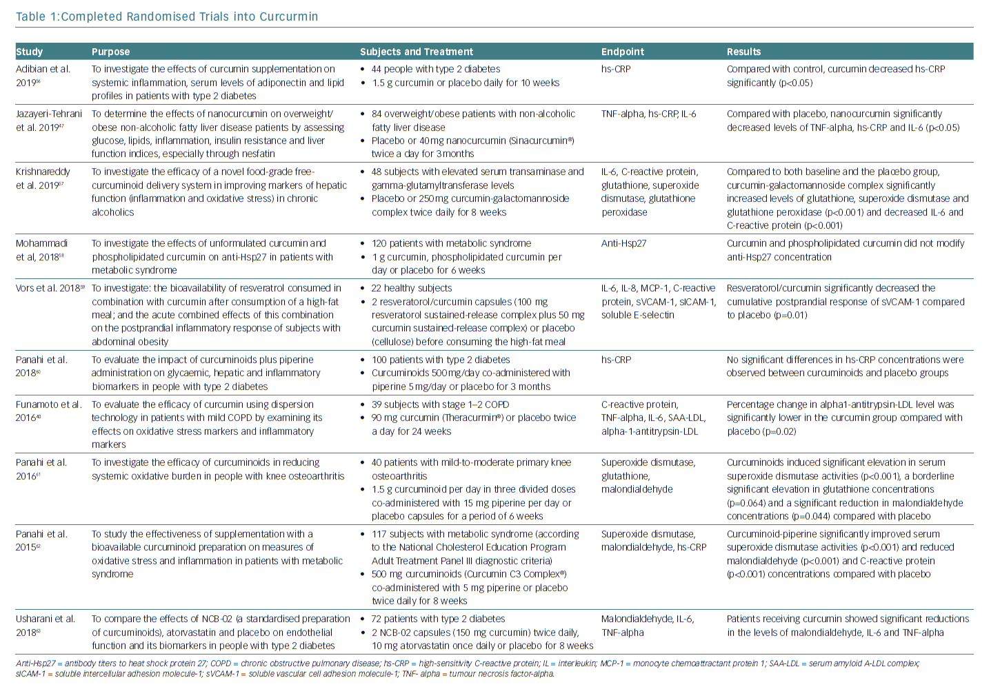 Table 1:Completed Randomised Trials into Curcurmin
Study Purpose Subjects and Treatment Endpoint Results
Adibian et al.
2019⁵⁶
To investigate the effects of curcumin supplementation on
systemic inflammation, serum levels of adiponectin and lipid
profiles in patients with type 2 diabetes
• 44 people with type 2 diabetes
• 1.5 g curcumin or placebo daily for 10 weeks
hs-CRP
Compared with control, curcumin decreased hs-CRP
significantly (p<0.05)
Jazayeri-Tehrani
et al. 2019⁴⁷
To determine the effects of nanocurcumin on overweight/
obese non-alcoholic fatty liver disease patients by assessing
glucose, lipids, inflammation, insulin resistance and liver
function indices, especially through nesfatin
• 84 overweight/obese patients with non-alcoholic
fatty liver disease
• Placebo or 40 mg nanocurcumin (Sinacurcumin®)
twice a day for 3 months
TNF-alpha, hs-CRP, IL-6
Compared with placebo, nanocurcumin significantly
decreased levels of TNF-alpha, hs-CRP and IL-6 (p<0.05)
Krishnareddy
et al. 2019⁵⁷
To investigate the efficacy of a novel food-grade free-
curcuminoid delivery system in improving markers of hepatic
function (inflammation and oxidative stress) in chronic
alcoholics
• 48 subjects with elevated serum transaminase and
gamma-glutamyltransferase levels
• Placebo or 250 mg curcumin-galactomannoside
complex twice daily for 8 weeks
IL-6, C-reactive protein,
glutathione, superoxide
dismutase, glutathione
peroxidase
Compared to both baseline and the placebo group,
curcumin-galactomannoside complex significantly
increased levels of glutathione, superoxide dismutase and
glutathione peroxidase (p<0.001) and decreased IL-6 and
C-reactive protein (p<0.001)
Mohammadi
et al, 2018⁵⁸
To investigate the effects of unformulated curcumin and
phospholipidated curcumin on anti-Hsp27 in patients with
metabolic syndrome
• 120 patients with metabolic syndrome
• 1 g curcumin, phospholipidated curcumin per
day or placebo for 6 weeks
Anti-Hsp27
Curcumin and phospholipidated curcumin did not modify
anti-Hsp27 concentration
Vors et al. 2018⁵⁹
To investigate: the bioavailability of resveratrol consumed in
combination with curcumin after consumption of a high-fat
meal; and the acute combined effects of this combination
on the postprandial inflammatory response of subjects with
abdominal obesity
• 22 healthy subjects
• 2 resveratorol/curcumin capsules (100 mg
resveratorol sustained-release complex plus 50 mg
curcumin sustained-release complex) or placebo
(cellulose) before consuming the high-fat meal
IL-6, IL-8, MCP-1, C-reactive
protein, sVCAM-1, sICAM-1,
soluble E-selectin
Resveratorol/curcumin significantly decreased the
cumulative postprandial response of sVCAM-1 compared
to placebo (p=0.01)
Panahi et al.
2018⁶⁰
To evaluate the impact of curcuminoids plus piperine
administration on glycaemic, hepatic and inflammatory
biomarkers in people with type 2 diabetes
• 100 patients with type 2 diabetes
• Curcuminoids 500 mg/day co-administered with
piperine 5 mg/day or placebo for 3 months
hs-CRP
No significant differences in hs-CRP concentrations were
observed between curcuminoids and placebo groups
Funamoto et al.
2016⁴⁰
To evaluate the efficacy of curcumin using dispersion
technology in patients with mild COPD by examining its
effects on oxidative stress markers and inflammatory
markers
• 39 subjects with stage 1–2 COPD
• 90 mg curcumin (Theracurmin®) or placebo twice
a day for 24 weeks
C-reactive protein,
TNF-alpha, IL-6, SAA-LDL,
alpha-1-antitrypsin-LDL
Percentage change in alpha1-antitrypsin-LDL level was
significantly lower in the curcumin group compared with
placebo (p=0.02)
Panahi et al.
2016⁶¹
To investigate the efficacy of curcuminoids in reducing
systemic oxidative burden in people with knee osteoarthritis
• 40 patients with mild-to-moderate primary knee
osteoarthritis
• 1.5 g curcuminoid per day in three divided doses
co-administered with 15 mg piperine per day or
placebo capsules for a period of 6 weeks
Superoxide dismutase,
glutathione,
malondialdehyde
Curcuminoids induced significant elevation in serum
superoxide dismutase activities (p<0.001), a borderline
significant elevation in glutathione concentrations
(p=0.064) and a significant reduction in malondialdehyde
concentrations (p=0.044) compared with placebo
Panahi et al.
2015⁶²
To study the effectiveness of supplementation with a
bioavailable curcuminoid preparation on measures of
oxidative stress and inflammation in patients with metabolic
syndrome
• 117 subjects with metabolic syndrome (according
to the National Cholesterol Education Program
Adult Treatment Panel III diagnostic criteria)
• 500 mg curcuminoids (Curcumin C3 Complex®)
co-administered with 5 mg piperine or placebo
twice daily for 8 weeks
Superoxide dismutase,
malondialdehyde, hs-CRP
Curcuminoid-piperine significantly improved serum
superoxide dismutase activities (p<0.001) and reduced
malondialdehyde (p<0.001) and C-reactive protein
(p<0.001) concentrations compared with placebo
Usharani et al.
2018⁶³
To compare the effects of NCB-02 (a standardised preparation
of curcuminoids), atorvastatin and placebo on endothelial
function and its biomarkers in people with type 2 diabetes
• 72 patients with type 2 diabetes
• 2 NCB-02 capsules (150 mg curcumin) twice daily,
10 mg atorvastatin once daily or placebo for 8 weeks
Malondialdehyde, IL-6,
TNF-alpha
Patients receiving curcumin showed significant reductions
in the levels of malondialdehyde, IL-6 and TNF-alpha
Anti-Hsp27 = antibody titers to heat shock protein 27; COPD = chronic obstructive pulmonary disease; hs-CRP = high-sensitivity C-reactive protein; IL = interleukin; MCP-1 = monocyte chemoattractant protein 1; SAA-LDL = serum amyloid A-LDL complex;
sICAM-1 = soluble intercellular adhesion molecule-1; sVCAM-1 = soluble vascular cell adhesion molecule-1; TNF- alpha = tumour necrosis factor-alpha.